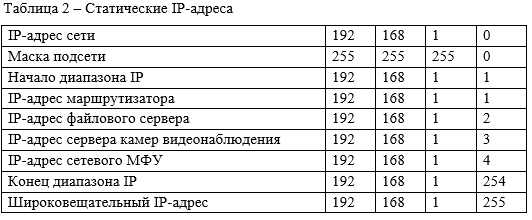 Таблица 2 – Статические IP-адреса
IP-адрес сети 192 168 1 0
Маска подсети 255 255 255 0
Начало диапазона IP 192 168 1 1
IP-адрес маршрутизатора 192 168 1 1
IP-адрес файлового сервера 192 168 1 2
IP-адрес сервера камер видеонаблюдения 192 168 1 3
IP-адрес сетевого МФУ 192 168 1 4
Конец диапазона IP 192 168 1 254
Широковещательный IP-адрес 192 168 1 255